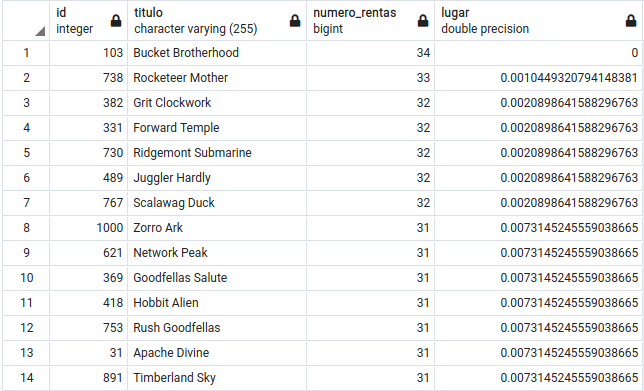 id titulo numero_rentas lugar
integer character varying (255) bigint double precision
1 103 Bucket Brotherhood 34 0
2 738 Rocketeer Mother 33 0.0010449320794148381
3 382 Grit Clockwork 32 0.0020898641588296763
4 331 Forward Temple 32 0.0020898641588296763
5 730 Ridgemont Submarine 32 0.0020898641588296763
6 489 Juggler Hardly 32 0.0020898641588296763
7 767 Scalawag Duck 32 0.0020898641588296763
8 1000 Zorro Ark 31 0.0073145245559038665
9 621 Network Peak 31 0.0073145245559038665
10 369 Goodfellas Salute 31 0.0073145245559038665
11 418 Hobbit Alien 31 0.0073145245559038665
12 753 Rush Goodfellas 31 0.0073145245559038665
13 31 Apache Divine 31 0.0073145245559038665
14 891 Timberland Sky 31 0.0073145245559038665